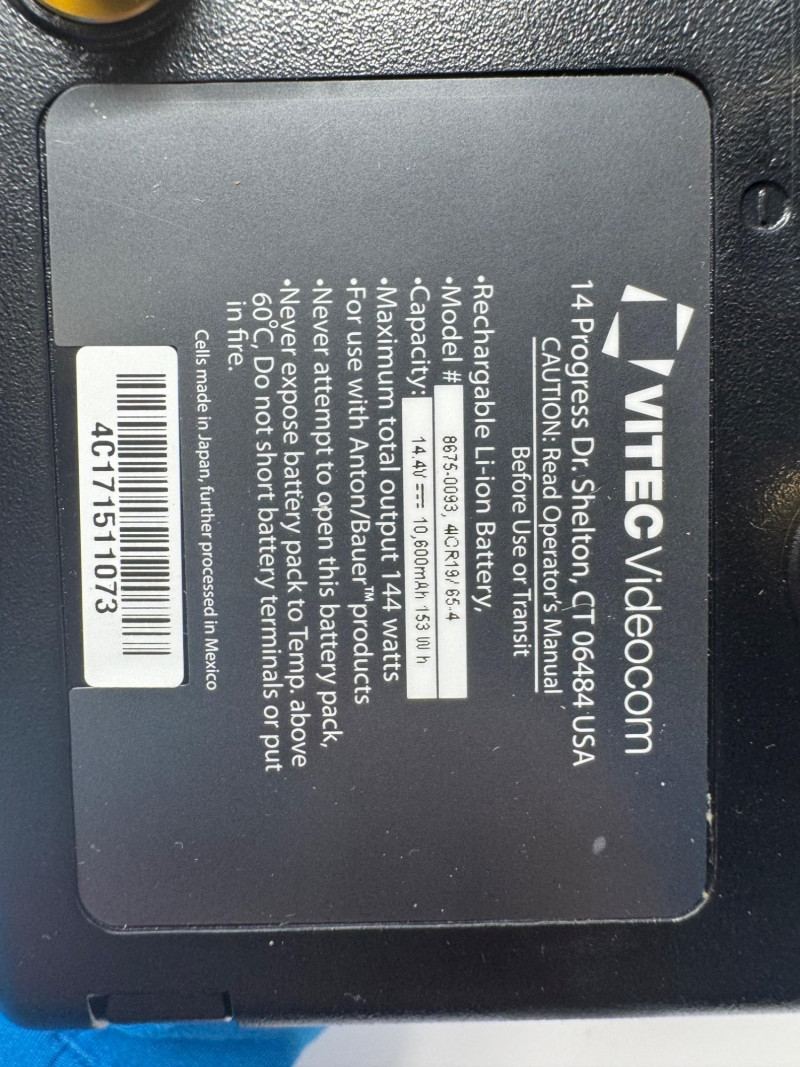 VITEC Videocom
14 Progress Dr. Shelton, CT 06484 USA
CAUTION: Read Operator's Manual
Before Use or Transit
•Rechargable Li-ion Battery,
•Model # 8675-0093, 4ICR19/65-4
•Capacity: 14.4V ⎓ 10,600mAh 153 Wh
•Maximum total output 144 watts
•For use with Anton/Bauer™products
•Never attempt to open this battery pack,
•Never expose battery pack to Temp. above
60°C, Do not short battery terminals or put
in fire.
Cells made in Japan, further processed in Mexico
4C171511073